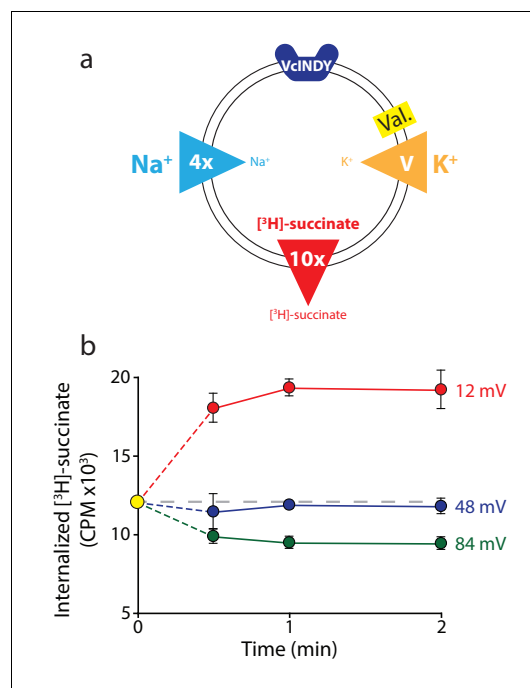 a
VcINDY
Val.
Na⁺ 4x Na⁺
K⁺ V K⁺
[³H]-succinate
10x
[³H]-succinate
b
Internalized [³H]-succinate
(CPM x10³)
20
15
10
5
12 mV
48 mV
84 mV
0 1 2
Time (min)